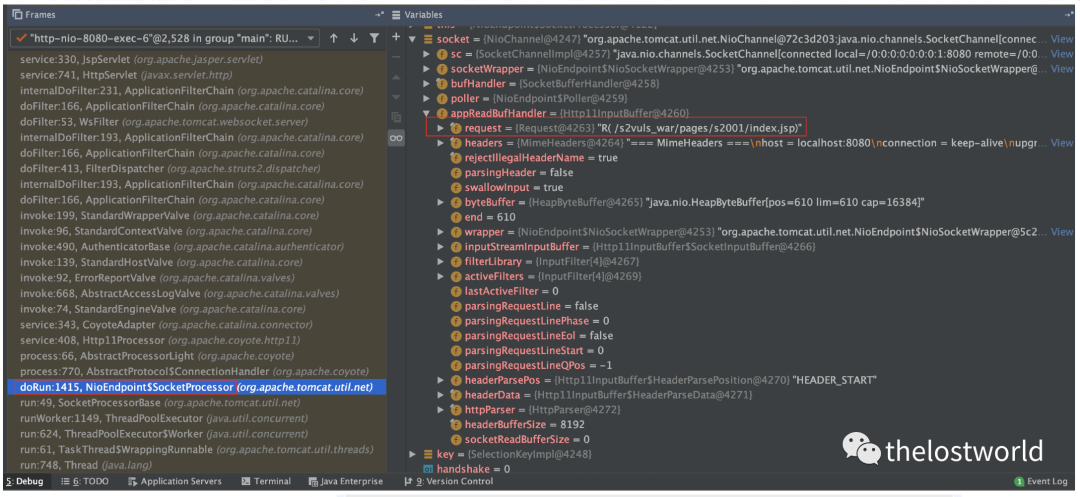 Frames
Variables
"http-nio-8080-exec-6"@2,528 in group "main": RU...
service:330, JspServlet (org.apache.jasper.servlet)
service:741, HttpServlet (javax.servlet.http)
internalDoFilter:231, ApplicationFilterChain (org.apache.catalina.core)
doFilter:166, ApplicationFilterChain (org.apache.catalina.core)
doFilter:53, WsFilter (org.apache.tomcat.websocket.server)
internalDoFilter:193, ApplicationFilterChain (org.apache.catalina.core)
doFilter:166, ApplicationFilterChain (org.apache.catalina.core)
doFilter:413, FilterDispatcher (org.apache.struts2.dispatcher)
internalDoFilter:193, ApplicationFilterChain (org.apache.catalina.core)
doFilter:166, ApplicationFilterChain (org.apache.catalina.core)
invoke:199, StandardWrapperValve (org.apache.catalina.core)
invoke:96, StandardContextValve (org.apache.catalina.core)
invoke:490, AuthenticatorBase (org.apache.catalina.authenticator)
invoke:139, StandardHostValve (org.apache.catalina.core)
invoke:92, ErrorReportValve (org.apache.catalina.valves)
invoke:668, AbstractAccessLogValve (org.apache.catalina.valves)
invoke:74, StandardEngineValve (org.apache.catalina.core)
service:343, CoyoteAdapter (org.apache.catalina.connector)
service:408, Http11Processor (org.apache.coyote.http11)
process:66, AbstractProcessorLight (org.apache.coyote)
process:770, AbstractProtocol$ConnectionHandler (org.apache.coyote)
doRun:1415, NioEndpoint$SocketProcessor (org.apache.tomcat.util.net)
run:49, SocketProcessorBase (org.apache.tomcat.util.net)
runWorker:1149, ThreadPoolExecutor (java.util.concurrent)
run:624, ThreadPoolExecutor$Worker (java.util.concurrent)
run:61, TaskThread$WrappingRunnable (org.apache.tomcat.util.threads)
run:748, Thread (java.lang)
socket = {NioChannel@4247} "org.apache.tomcat.util.net.NioChannel@72c3d203:java.nio.channels.SocketChannel[connec... View
sc = {SocketChannelImpl@4257} "java.nio.channels.SocketChannel[connected local=/0:0:0:0:0:0:0:1:8080 remote=/0:0... View
socketWrapper = {NioEndpoint$NioSocketWrapper@4253} "org.apache.tomcat.util.net.NioEndpoint$NioSocketWrapper@... View
bufHandler = {SocketBufferHandler@4258}
poller = {NioEndpoint$Poller@4259}
appReadBufHandler = {Http11InputBuffer@4260}
request = {Request@4263} "R( /s2vuls_war/pages/s2001/index.jsp)"
headers = {MimeHeaders@4264} "=== MimeHeaders ===\nhost = localhost:8080\nconnection = keep-alive\nupgr... View
rejectIllegalHeaderName = true
parsingHeader = false
swallowInput = true
byteBuffer = {HeapByteBuffer@4265} "java.nio.HeapByteBuffer[pos=610 lim=610 cap=16384]"
end = 610
wrapper = {NioEndpoint$NioSocketWrapper@4253} "org.apache.tomcat.util.net.NioEndpoint$NioSocketWrapper@5c2... View
inputStreamInputBuffer = {Http11InputBuffer$SocketInputBuffer@4266}
filterLibrary = {InputFilter[4]@4267}
activeFilters = {InputFilter[4]@4269}
lastActiveFilter = 0
parsingRequestLine = false
parsingRequestLinePhase = 0
parsingRequestLineEol = false
parsingRequestLineStart = 0
parsingRequestLineQPos = -1
headerParsePos = {Http11InputBuffer$HeaderParsePosition@4270} "HEADER_START"
headerData = {Http11InputBuffer$HeaderParseData@4271}
httpParser = {HttpParser@4272}
headerBufferSize = 8192
socketReadBufferSize = 0
key = {SelectionKeyImpl@4248}
handshake = 0
thelostworld
5: Debug
6: TODO
Application Servers
Terminal
Java Enterprise
9: Version Control
1 Event Log